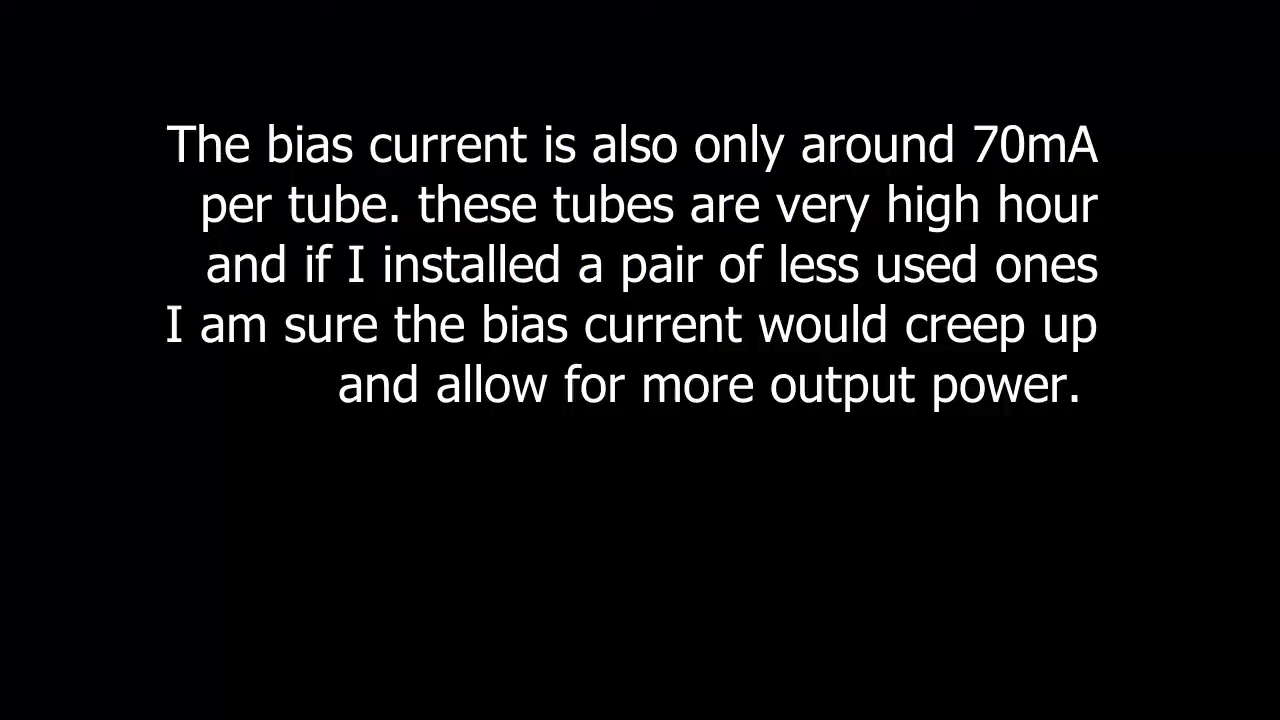 The bias current is also only around 70mA
per tube. these tubes are very high hour
and if I installed a pair of less used ones
I am sure the bias current would creep up
and allow for more output power.